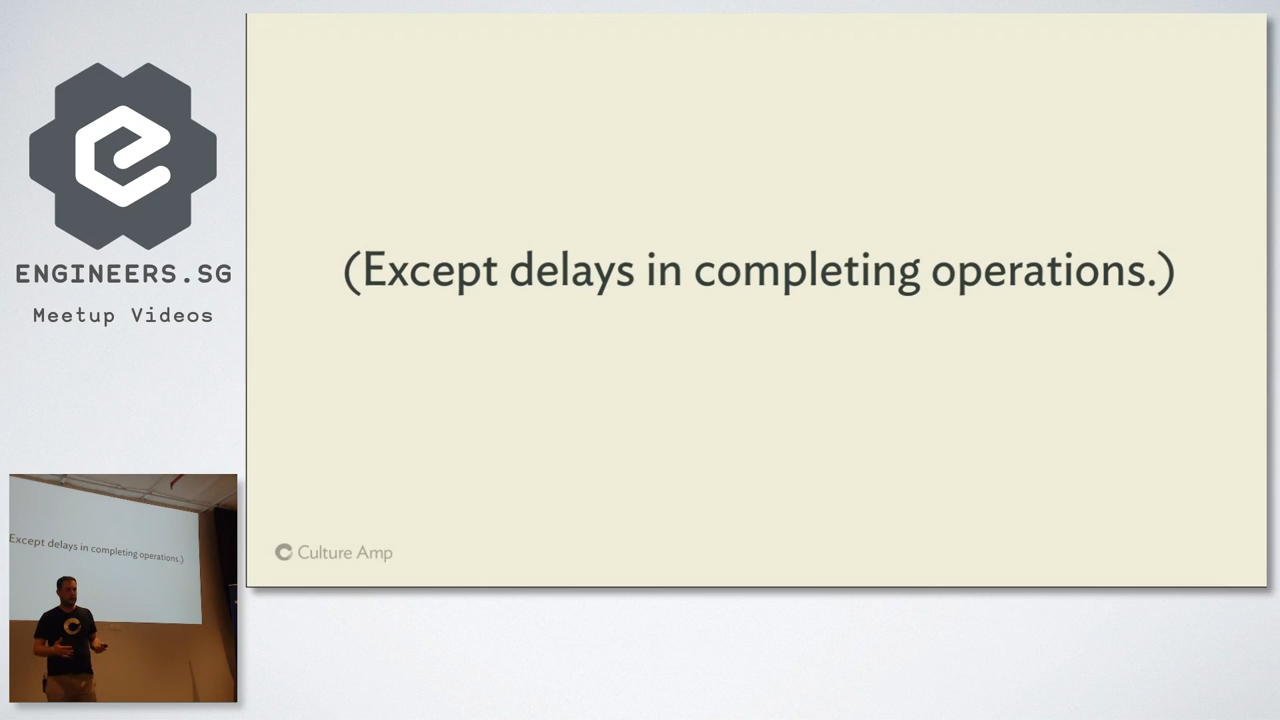 ENGINEERS.SG
Meetup Videos
(Except delays in completing operations.)
Culture Amp
Except delays in completing operations.)